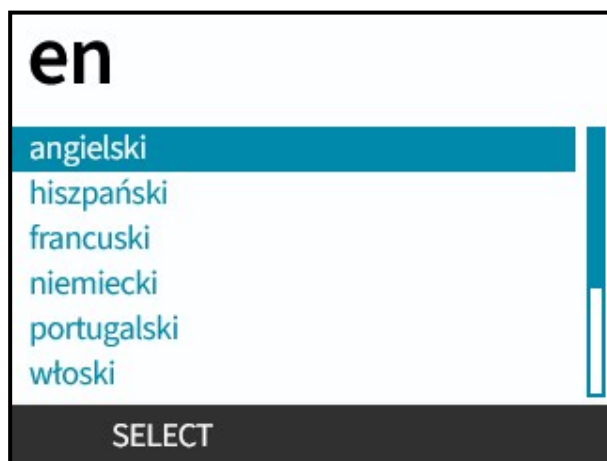 en
angielski
hiszpański
francuski
niemiecki
portugalski
włoski
SELECT